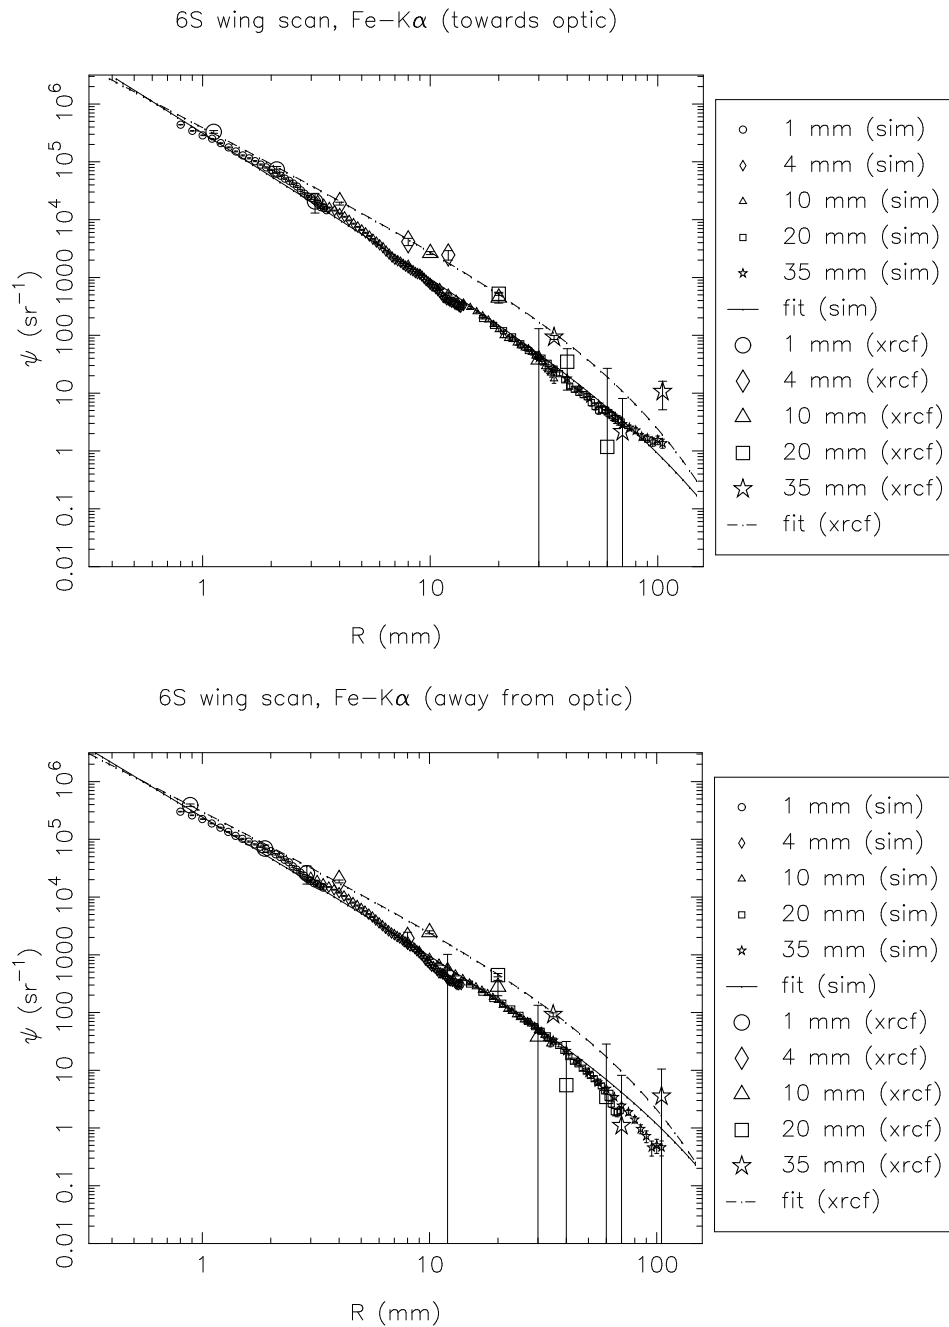 6S wing scan, Fe−Kα (towards optic)
10⁶
10⁵
10⁴
1000
100
10
1
0.1
0.01
ψ (sr⁻¹)
1 10 100
R (mm)
1 mm (sim)
4 mm (sim)
10 mm (sim)
20 mm (sim)
35 mm (sim)
fit (sim)
1 mm (xrcf)
4 mm (xrcf)
10 mm (xrcf)
20 mm (xrcf)
35 mm (xrcf)
fit (xrcf)
6S wing scan, Fe−Kα (away from optic)
10⁶
10⁵
10⁴
1000
100
10
1
0.1
0.01
ψ (sr⁻¹)
1 10 100
R (mm)
1 mm (sim)
4 mm (sim)
10 mm (sim)
20 mm (sim)
35 mm (sim)
fit (sim)
1 mm (xrcf)
4 mm (xrcf)
10 mm (xrcf)
20 mm (xrcf)
35 mm (xrcf)
fit (xrcf)